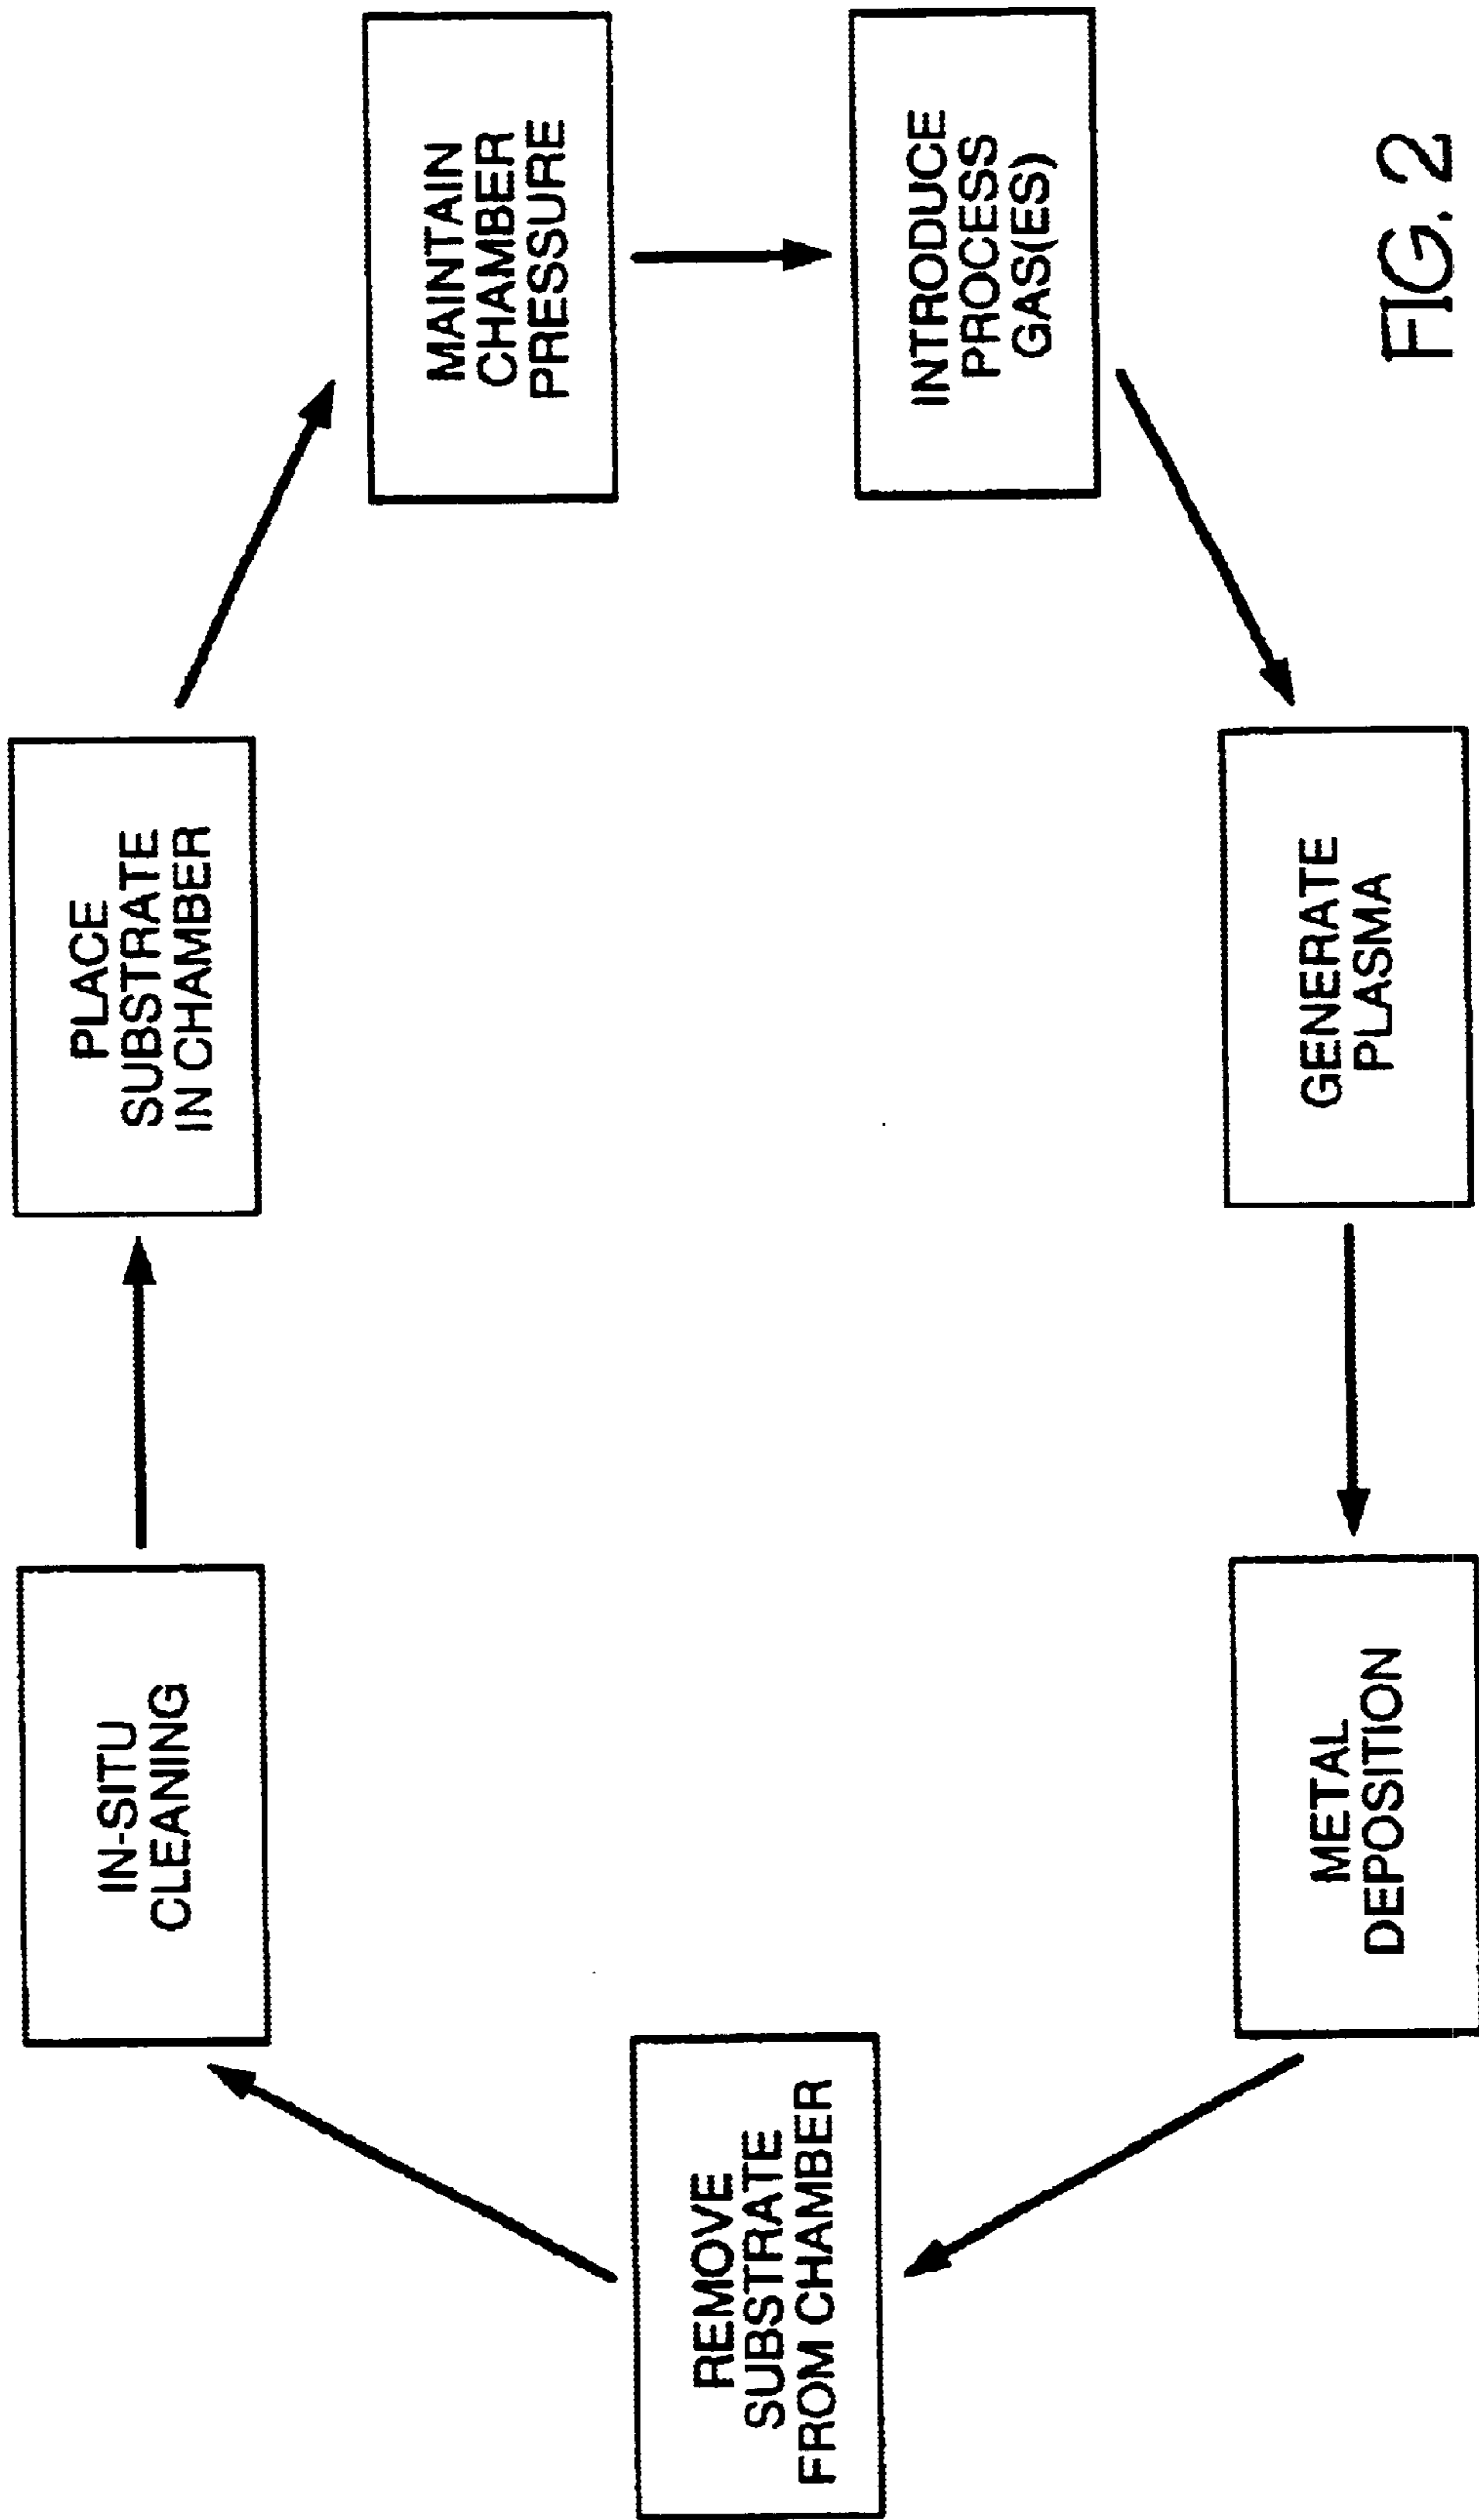 IN-SITU
CLEANING
PLACE
SUBSTRATE
IN CHAMBER
MAINTAIN
CHAMBER
PRESSURE
INTRODUCE
PROCESS
GAS(ES)
GENERATE
PLASMA
METAL
DEPOSITION
REMOVE
SUBSTRATE
FROM CHAMBER
FIG. 2